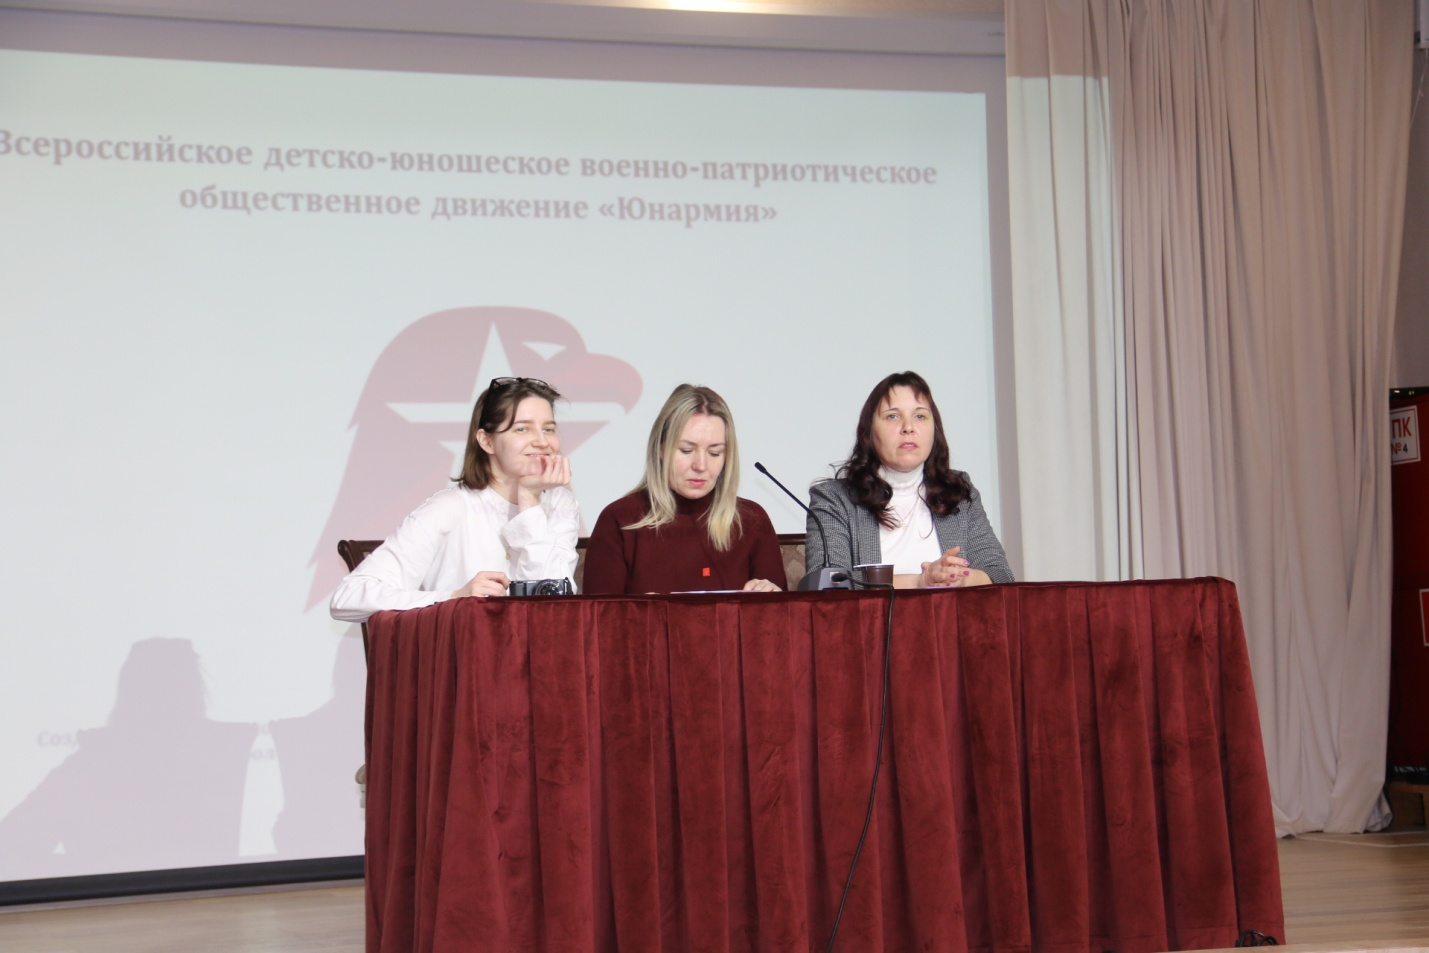 Всероссийское детско-юношеское военно-патриотическое
общественное движение «Юнармия»
ПК
№4